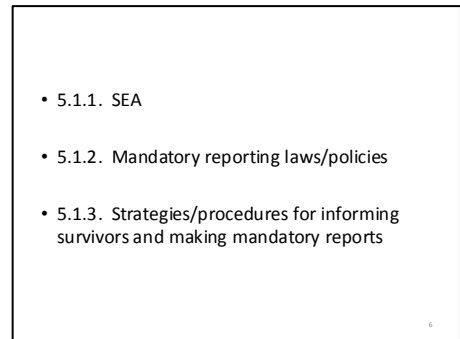 • 5.1.1. SEA
• 5.1.2. Mandatory reporting laws/policies
• 5.1.3. Strategies/procedures for informing
survivors and making mandatory reports
6